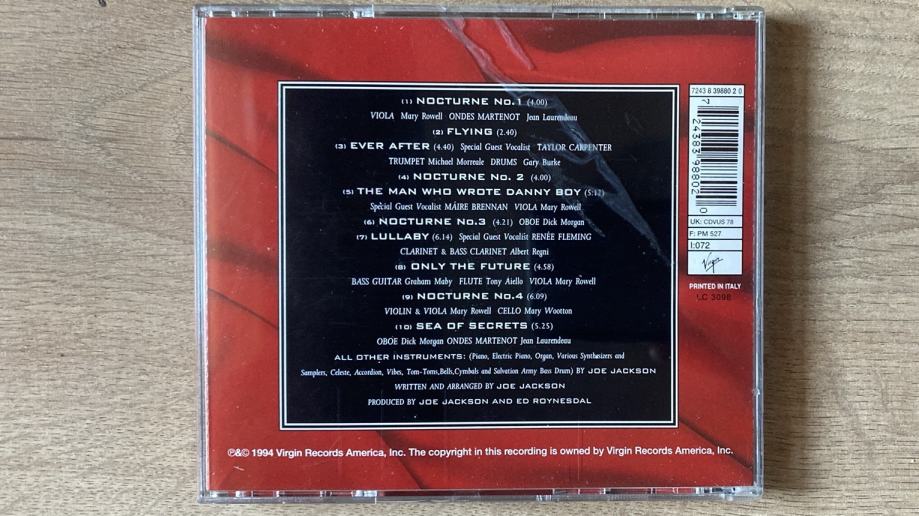 (1) NOCTURNE No.1 (4.00)
VIOLA Mary Rowell ONDES MARTENOT Jean Laurendeau
(2) FLYING (2.40)
(3) EVER AFTER (4.40) Special Guest Vocalist TAYLOR CARPENTER
TRUMPET Michael Morreale DRUMS Gary Burke
(4) NOCTURNE No. 2 (4.00)
(5) THE MAN WHO WROTE DANNY BOY (5:12)
Special Guest Vocalist MÁIRE BRENNAN VIOLA Mary Rowell
(6) NOCTURNE No.3 (4.21) OBOE Dick Morgan
(7) LULLABY (6.14) Special Guest Vocalist RENÉE FLEMING
CLARINET & BASS CLARINET Albert Regni
(8) ONLY THE FUTURE (4.58)
BASS GUITAR Graham Maby FLUTE Tony Aiello VIOLA Mary Rowell
(9) NOCTURNE No.4 (6.09)
VIOLIN & VIOLA Mary Rowell CELLO Mary Wootton
(10) SEA OF SECRETS (5.25)
OBOE Dick Morgan ONDES MARTENOT Jean Laurendeau
ALL OTHER INSTRUMENTS: (Piano, Electric Piano, Organ, Various Synthesizers and
Samplers, Celeste, Accordion, Vibes, Tom-Toms,Bells,Cymbals and Salvation Army Bass Drum) BY JOE JACKSON
WRITTEN AND ARRANGED BY JOE JACKSON
PRODUCED BY JOE JACKSON AND ED ROYNESDAL
7243 8 39880 2 0
7 24383 98802 0
UK: CDVUS 78
F: PM 527
I:072
Virgin
PRINTED IN ITALY
LC 3098
℗&© 1994 Virgin Records America, Inc. The copyright in this recording is owned by Virgin Records America, Inc.